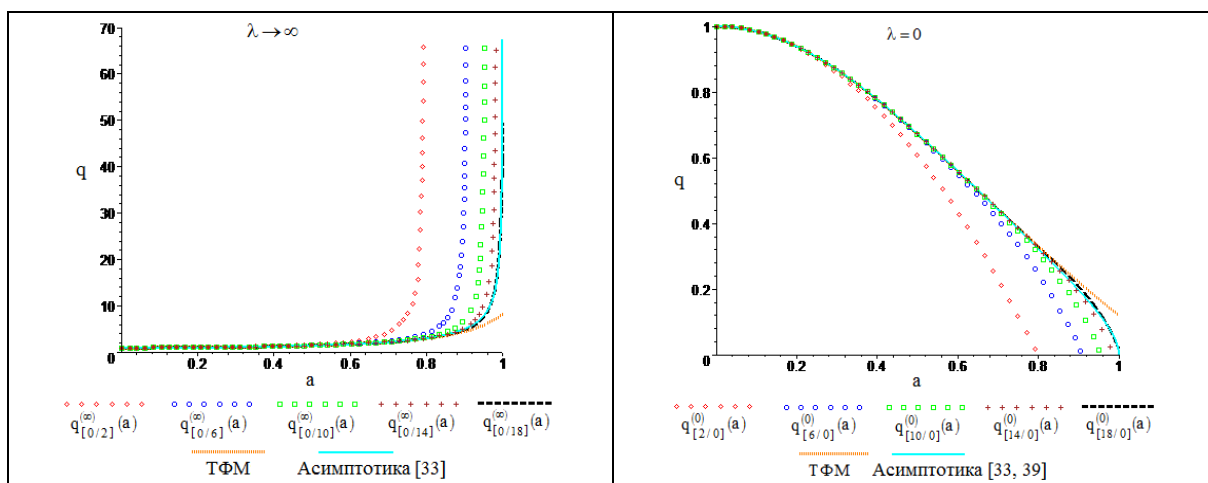 λ→∞
70
60
50
40
30
20
10
0
q
0.2 0.4 0.6 0.8 1
a
q[0/2](∞)(a) q[0/6](∞)(a) q[0/10](∞)(a) q[0/14](∞)(a) q[0/18](∞)(a)
ТФМ Асимптотика [33]
λ=0
1
0.8
0.6
0.4
0.2
0
q
0.2 0.4 0.6 0.8 1
a
q[2/0](0)(a) q[6/0](0)(a) q[10/0](0)(a) q[14/0](0)(a) q[18/0](0)(a)
ТФМ Асимптотика [33, 39]